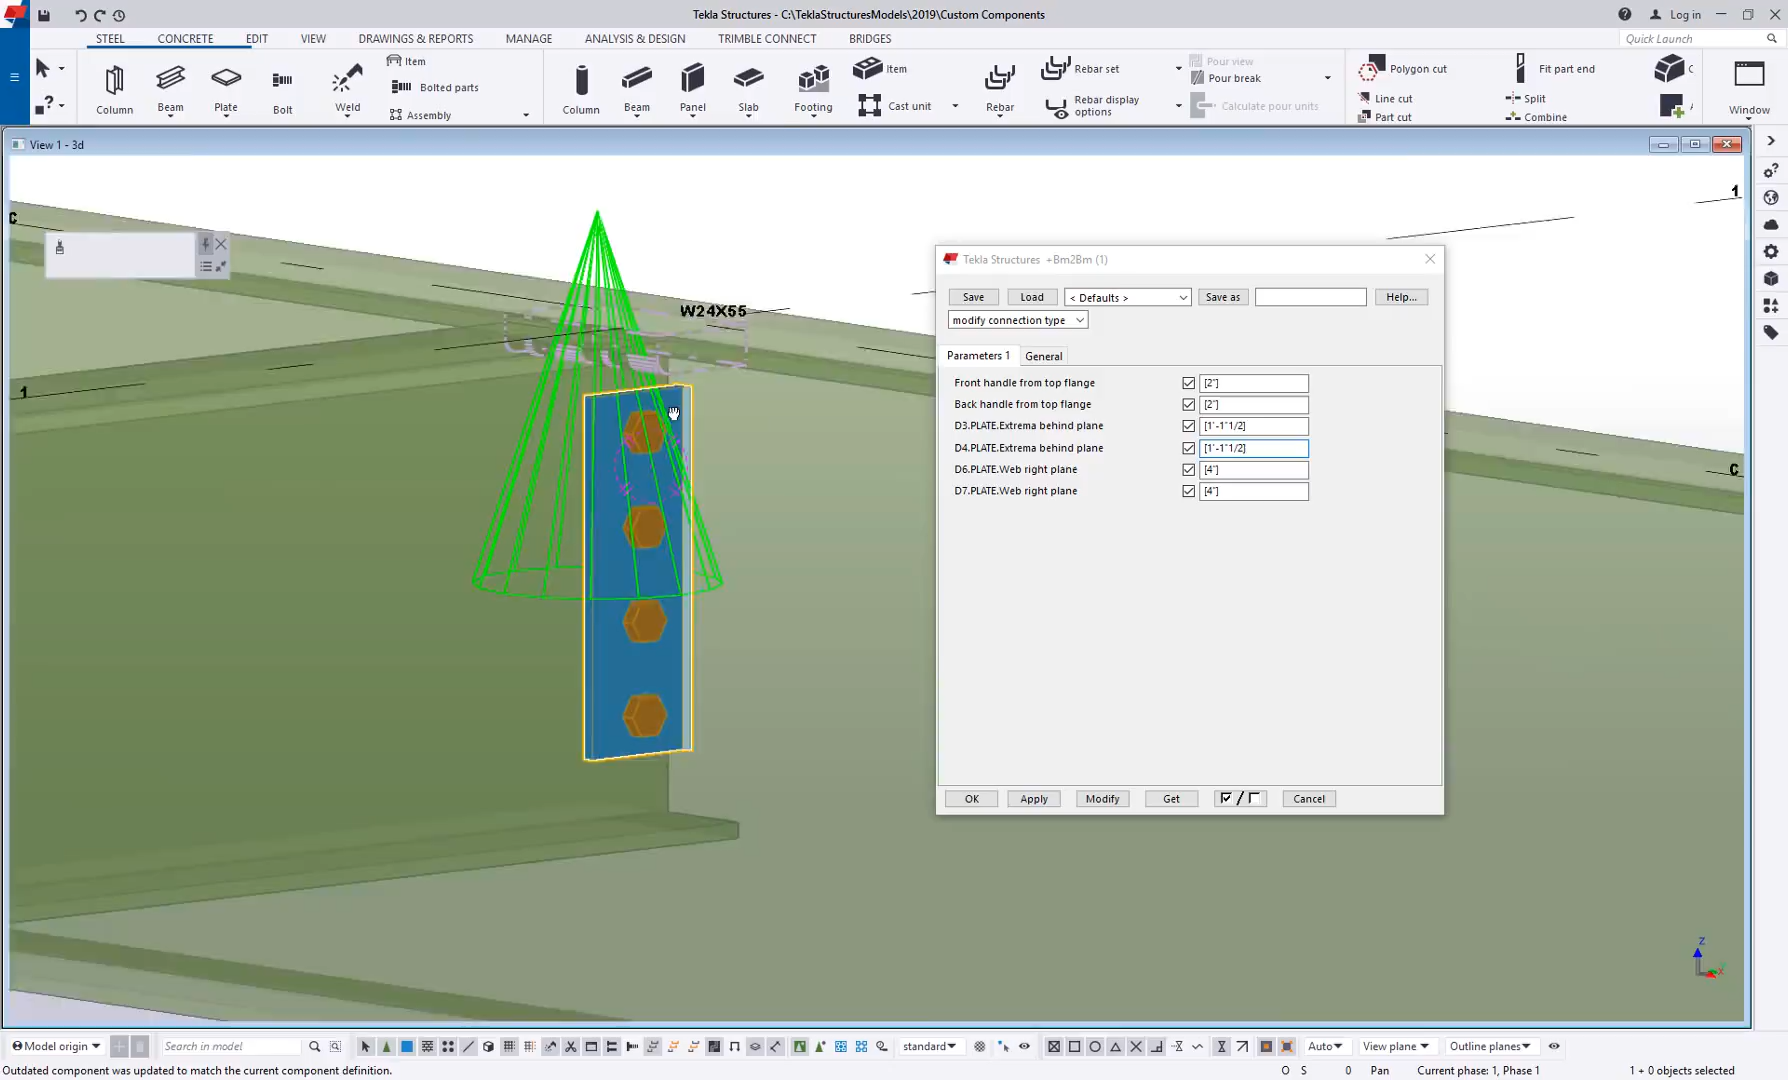 Tekla Structures - C:\TeklaStructuresModels\2019\Custom Components
Log in
STEEL CONCRETE EDIT VIEW DRAWINGS & REPORTS MANAGE ANALYSIS & DESIGN TRIMBLE CONNECT BRIDGES
Quick Launch
Column Beam Plate Bolt Weld
Item
Bolted parts
Assembly
Column Beam Panel Slab Footing
Item
Cast unit
Rebar
Rebar set
Rebar display options
Pour view
Pour break
Calculate pour units
Polygon cut
Line cut
Part cut
Fit part end
Split
Combine
Window
View 1 - 3d
C
1
W24X55
1
C
Z
Tekla Structures +Bm2Bm (1)
Save Load < Defaults > Save as Help...
modify connection type
Parameters 1 General
Front handle from top flange [2"]
Back handle from top flange [2"]
D3.PLATE.Extrema behind plane [1'-1"1/2]
D4.PLATE.Extrema behind plane [1'-1"1/2]
D6.PLATE.Web right plane [4"]
D7.PLATE.Web right plane [4"]
OK Apply Modify Get / Cancel
Model origin Search in model standard Auto View plane Outline planes
Outdated component was updated to match the current component definition.
O S 0 Pan Current phase: 1, Phase 1 1 + 0 objects selected